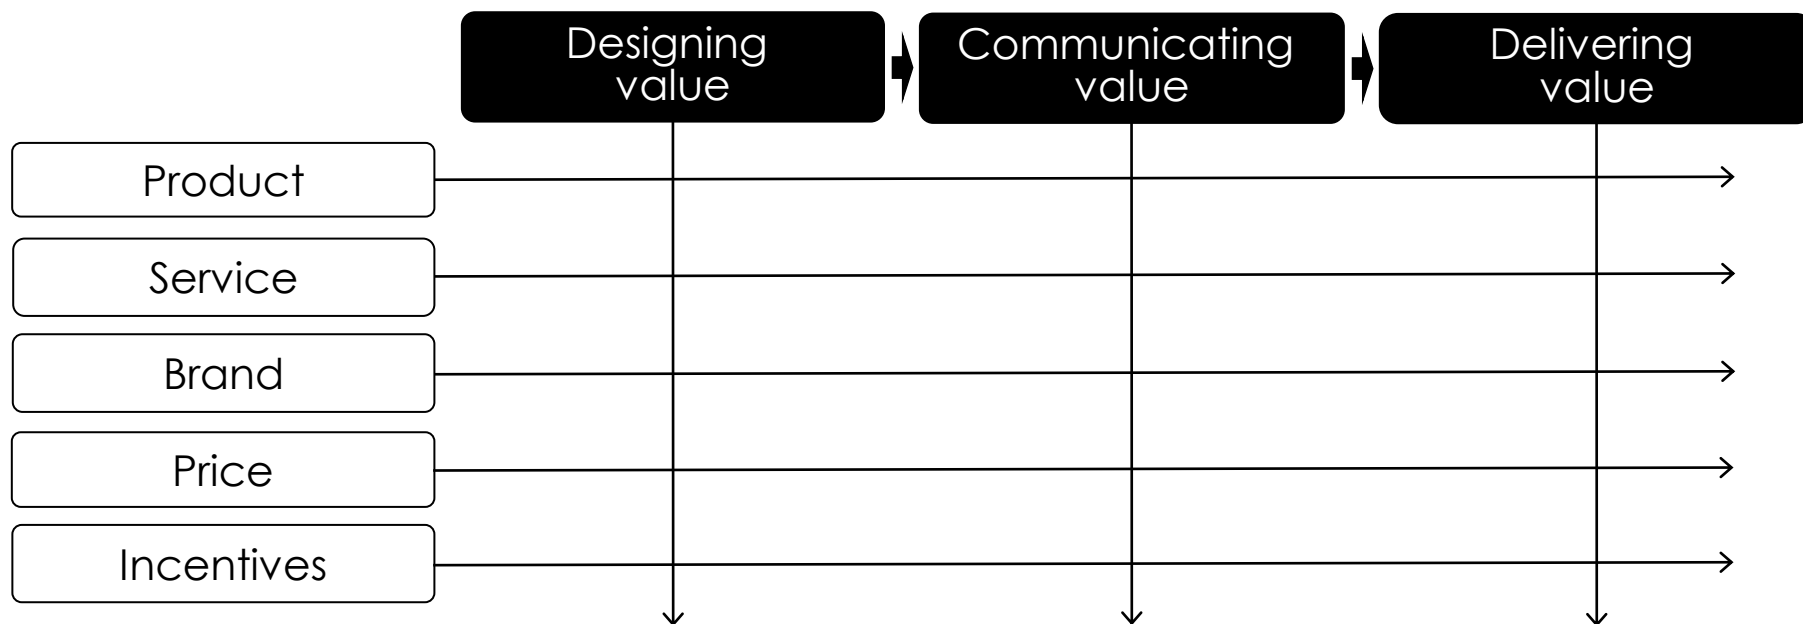 Designing
value
Communicating
value
Delivering
value
Product
Service
Brand
Price
Incentives